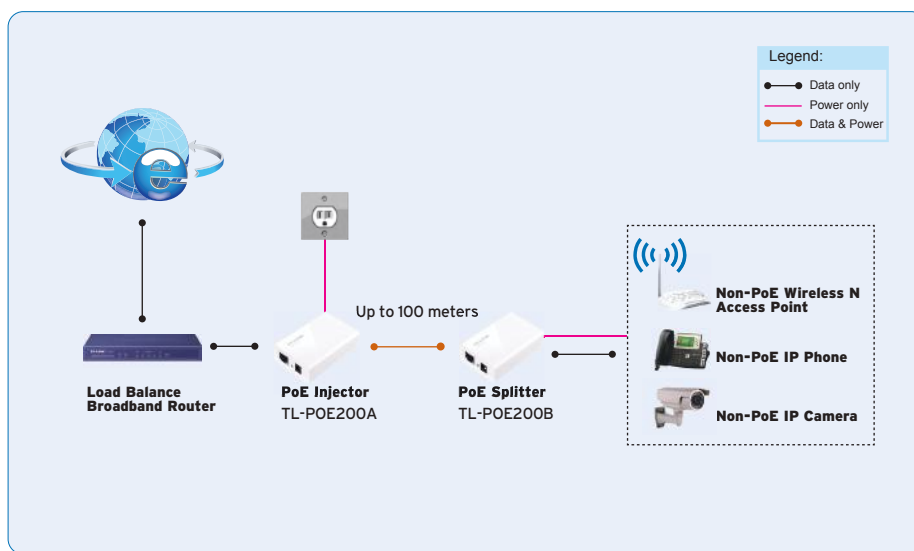 Legend:
Data only
Power only
Data & Power
Up to 100 meters
Load Balance
Broadband Router
PoE Injector
TL-POE200A
PoE Splitter
TL-POE200B
Non-PoE Wireless N
Access Point
Non-PoE IP Phone
Non-PoE IP Camera